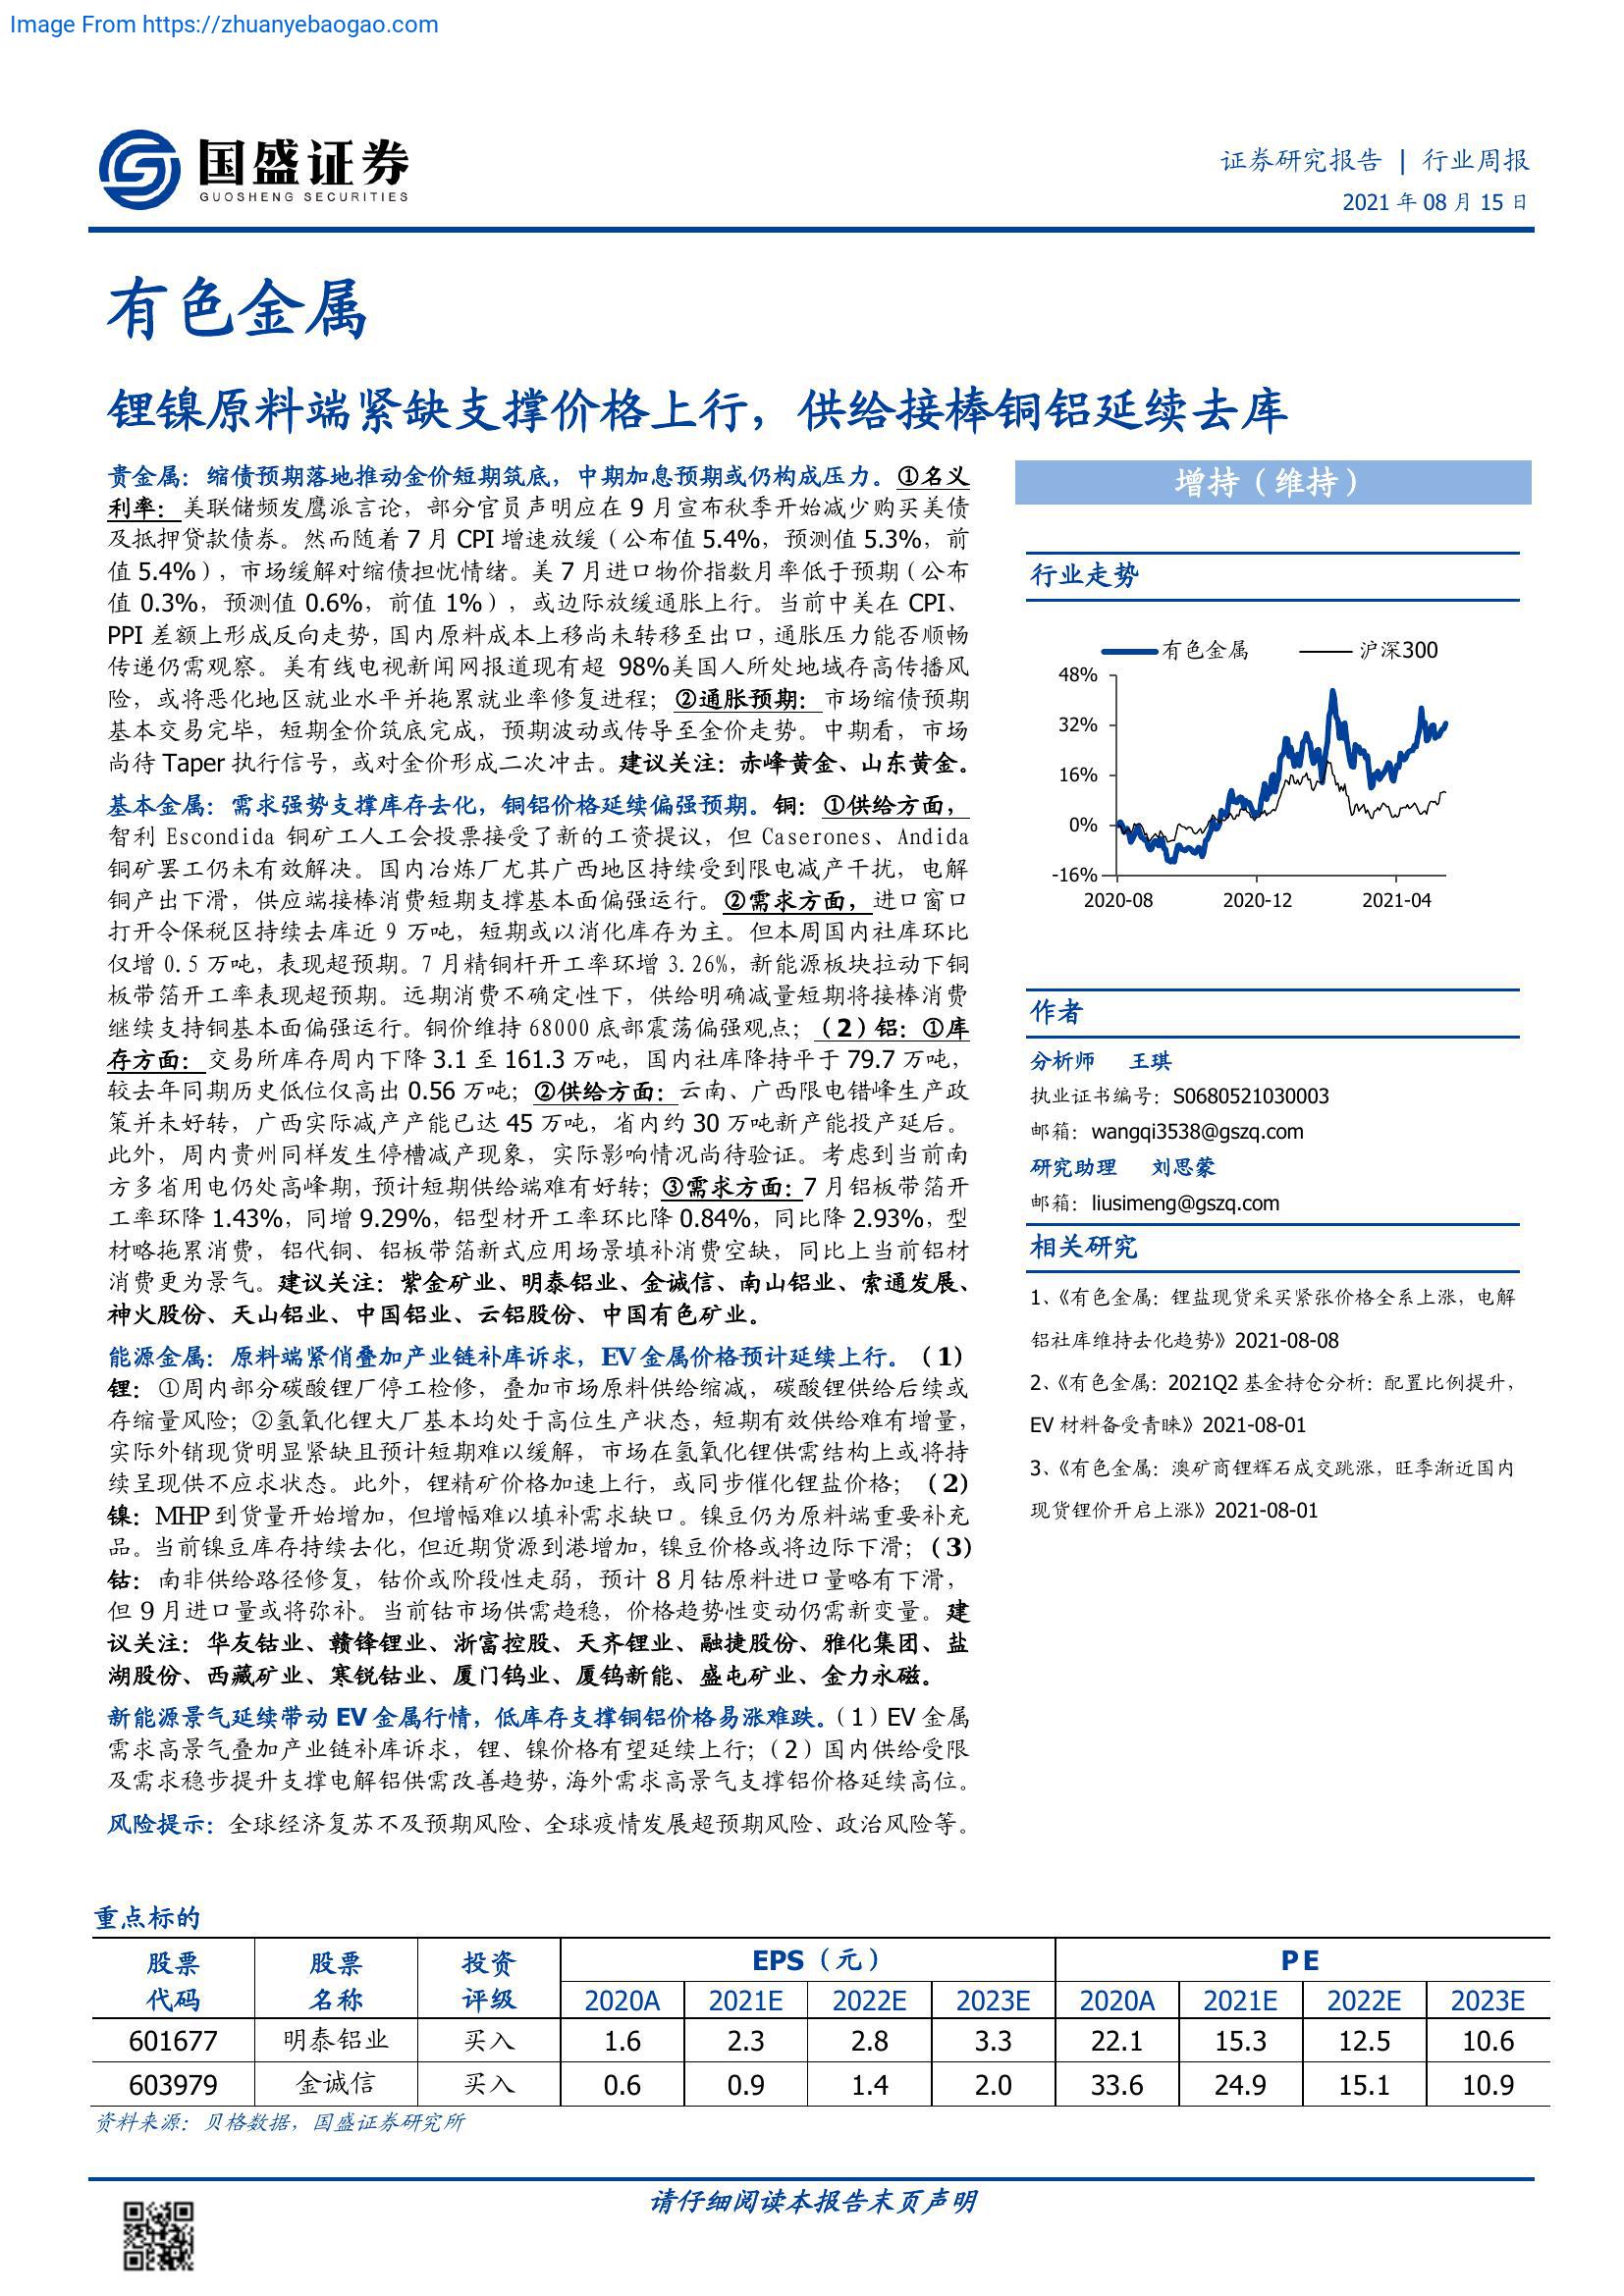 Image From https://zhuanyebaogao.com
国盛证券
GUOSHENG SECURITIES
证券研究报告 | 行业周报
2021 年 08 月 15 日
有色金属
锂镍原料端紧缺支撑价格上行，供给接棒铜铝延续去库
贵金属：缩债预期落地推动金价短期筑底，中期加息预期或仍构成压力。①名义
利率：美联储频发鹰派言论，部分官员声明应在 9 月宣布秋季开始减少购买美债
及抵押贷款债券。然而随着 7 月 CPI 增速放缓（公布值 5.4%，预测值 5.3%，前
值 5.4%），市场缓解对缩债担忧情绪。美 7 月进口物价指数月率低于预期（公布
值 0.3%，预测值 0.6%，前值 1%），或边际放缓通胀上行。当前中美在 CPI、
PPI 差额上形成反向走势，国内原料成本上移尚未转移至出口，通胀压力能否顺畅
传递仍需观察。美有线电视新闻网报道现有超 98%美国人所处地域存高传播风
险，或将恶化地区就业水平并拖累就业率修复进程；②通胀预期：市场缩债预期
基本交易完毕，短期金价筑底完成，预期波动或传导至金价走势。中期看，市场
尚待 Taper 执行信号，或对金价形成二次冲击。建议关注：赤峰黄金、山东黄金。
基本金属：需求强势支撑库存去化，铜铝价格延续偏强预期。铜：①供给方面，
智利 Escondida 铜矿工人工会投票接受了新的工资提议，但 Caserones、Andida
铜矿罢工仍未有效解决。国内冶炼厂尤其广西地区持续受到限电减产干扰，电解
铜产出下滑，供应端接棒消费短期支撑基本面偏强运行。②需求方面，进口窗口
打开令保税区持续去库近 9 万吨，短期或以消化库存为主。但本周国内社库环比
仅增 0.5 万吨，表现超预期。7 月精铜杆开工率环增 3.26%，新能源板块拉动下铜
板带箔开工率表现超预期。远期消费不确定性下，供给明确减量短期将接棒消费
继续支持铜基本面偏强运行。铜价维持 68000 底部震荡偏强观点；（2）铝：①库
存方面：交易所库存周内下降 3.1 至 161.3 万吨，国内社库降持平于 79.7 万吨，
较去年同期历史低位仅高出 0.56 万吨；②供给方面：云南、广西限电错峰生产政
策并未好转，广西实际减产产能已达 45 万吨，省内约 30 万吨新产能投产延后。
此外，周内贵州同样发生停槽减产现象，实际影响情况尚待验证。考虑到当前南
方多省用电仍处高峰期，预计短期供给端难有好转；③需求方面：7 月铝板带箔开
工率环降 1.43%，同增 9.29%，铝型材开工率环比降 0.84%，同比降 2.93%，型
材略拖累消费，铝代铜、铝板带箔新式应用场景填补消费空缺，同比上当前铝材
消费更为景气。建议关注：紫金矿业、明泰铝业、金诚信、南山铝业、索通发展、
神火股份、天山铝业、中国铝业、云铝股份、中国有色矿业。
能源金属：原料端紧俏叠加产业链补库诉求，EV 金属价格预计延续上行。（1）
锂：①周内部分碳酸锂厂停工检修，叠加市场原料供给缩减，碳酸锂供给后续或
存缩量风险；②氢氧化锂大厂基本均处于高位生产状态，短期有效供给难有增量，
实际外销现货明显紧缺且预计短期难以缓解，市场在氢氧化锂供需结构上或将持
续呈现供不应求状态。此外，锂精矿价格加速上行，或同步催化锂盐价格；（2）
镍：MHP 到货量开始增加，但增幅难以填补需求缺口。镍豆仍为原料端重要补充
品。当前镍豆库存持续去化，但近期货源到港增加，镍豆价格或将边际下滑；（3）
钴：南非供给路径修复，钴价或阶段性走弱，预计 8 月钴原料进口量略有下滑，
但 9 月进口量或将弥补。当前钴市场供需趋稳，价格趋势性变动仍需新变量。建
议关注：华友钴业、赣锋锂业、浙富控股、天齐锂业、融捷股份、雅化集团、盐
湖股份、西藏矿业、寒锐钴业、厦门钨业、厦钨新能、盛屯矿业、金力永磁。
新能源景气延续带动 EV 金属行情，低库存支撑铜铝价格易涨难跌。（1）EV 金属
需求高景气叠加产业链补库诉求，锂、镍价格有望延续上行；（2）国内供给受限
及需求稳步提升支撑电解铝供需改善趋势，海外需求高景气支撑铝价格延续高位。
风险提示：全球经济复苏不及预期风险、全球疫情发展超预期风险、政治风险等。
增持（维持）
行业走势
有色金属 沪深300
48%
32%
16%
0%
-16%
2020-08 2020-12 2021-04
作者
分析师 王琪
执业证书编号：S0680521030003
邮箱：wangqi3538@gszq.com
研究助理 刘思蒙
邮箱：liusimeng@gszq.com
相关研究
1、《有色金属：锂盐现货采买紧张价格全系上涨，电解
铝社库维持去化趋势》2021-08-08
2、《有色金属：2021Q2 基金持仓分析：配置比例提升，
EV 材料备受青睐》2021-08-01
3、《有色金属：澳矿商锂辉石成交跳涨，旺季渐近国内
现货锂价开启上涨》2021-08-01
重点标的
股票 股票 投资 EPS（元） P E
代码 名称 评级 2020A 2021E 2022E 2023E 2020A 2021E 2022E 2023E
601677 明泰铝业 买入 1.6 2.3 2.8 3.3 22.1 15.3 12.5 10.6
603979 金诚信 买入 0.6 0.9 1.4 2.0 33.6 24.9 15.1 10.9
资料来源：贝格数据，国盛证券研究所
请仔细阅读本报告末页声明